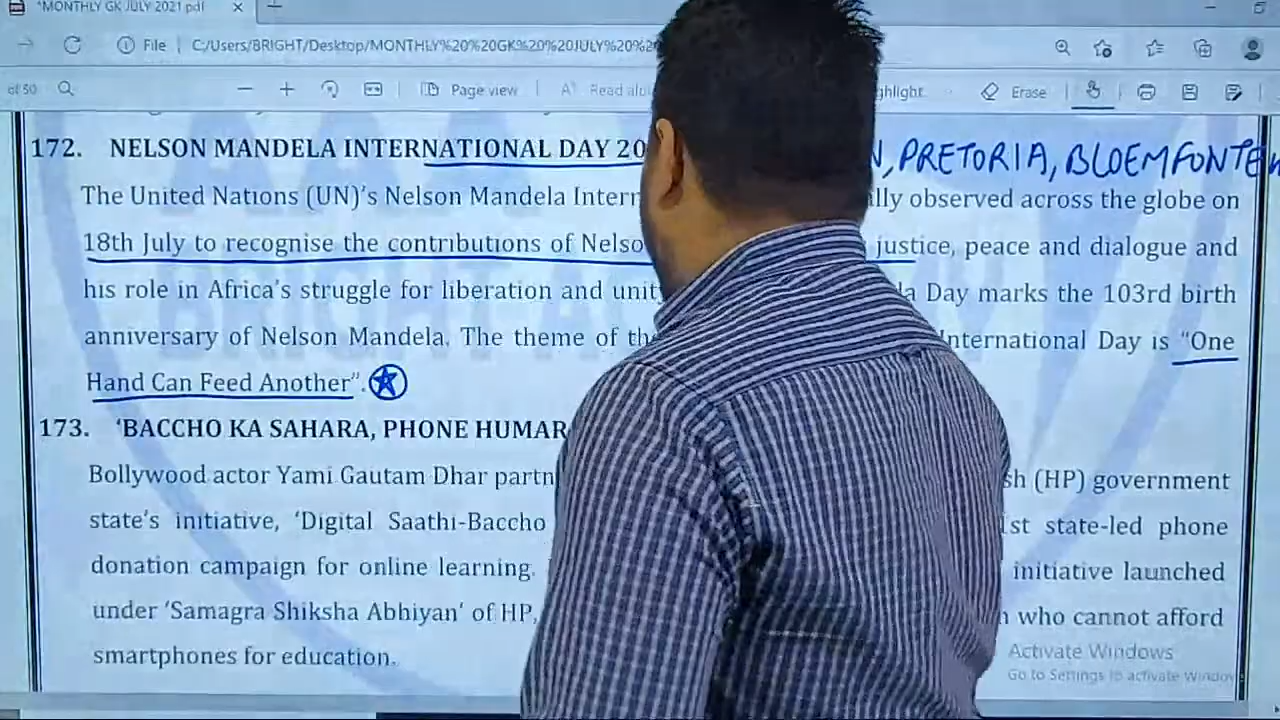 *MONTHLY GK JULY 2021.pdf
File C:/Users/BRIGHT/Desktop/MONTHLY%20%20GK%20%20JULY%20%2
of 50 Page view Read alou ghlight Erase
172. NELSON MANDELA INTERNATIONAL DAY 20 N, PRETORIA, BLOEMFONTE
The United Nations (UN)'s Nelson Mandela Intern lly observed across the globe on
18th July to recognise the contributions of Nelso justice, peace and dialogue and
his role in Africa's struggle for liberation and unity Day marks the 103rd birth
anniversary of Nelson Mandela. The theme of th nternational Day is "One
Hand Can Feed Another".
173. 'BACCHO KA SAHARA, PHONE HUMAR
Bollywood actor Yami Gautam Dhar partn sh (HP) government
state's initiative, 'Digital Saathi-Baccho 1st state-led phone
donation campaign for online learning. initiative launched
under 'Samagra Shiksha Abhiyan' of HP, who cannot afford
smartphones for education.
Activate Windows
Go to Settings to activate Window